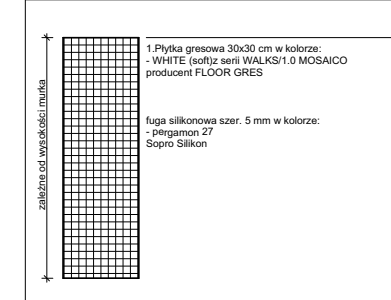 1.Płytka gresowa 30x30 cm w kolorze:
- WHITE (soft)z serii WALKS/1.0 MOSAICO
producent FLOOR GRES
fuga silikonowa szer. 5 mm w kolorze:
- pergamon 27
Sopro Silikon
zależne od wysokości murka